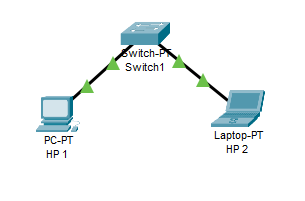 Switch-PT
Switch1
PC-PT
HP 1
Laptop-PT
HP 2